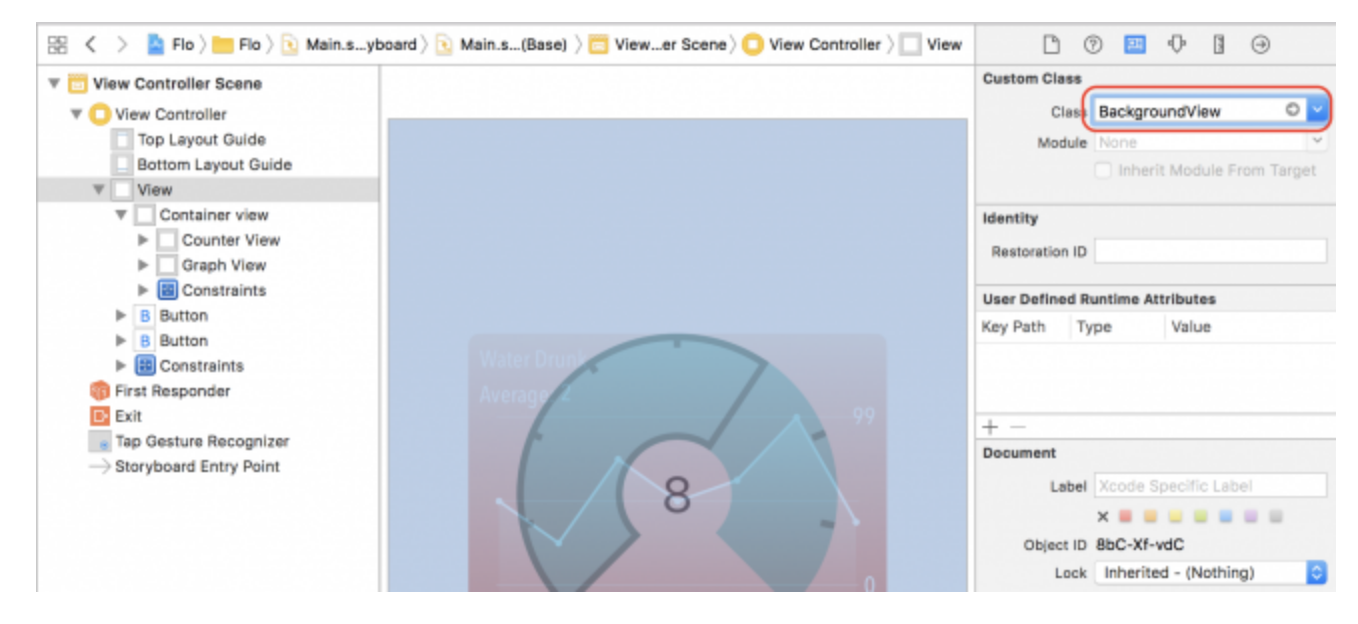 Flo Flo Main.s...yboard Main.s...(Base) View...er Scene View Controller View
View Controller Scene
View Controller
Top Layout Guide
Bottom Layout Guide
View
Container view
Counter View
Graph View
Constraints
B Button
B Button
Constraints
First Responder
Exit
Tap Gesture Recognizer
Storyboard Entry Point
Water Drunk
Average: 2
99
8
0
Custom Class
Class BackgroundView
Module None
Inherit Module From Target
Identity
Restoration ID
User Defined Runtime Attributes
Key Path Type Value
+ −
Document
Label Xcode Specific Label
Object ID 8bC-Xf-vdC
Lock Inherited - (Nothing)